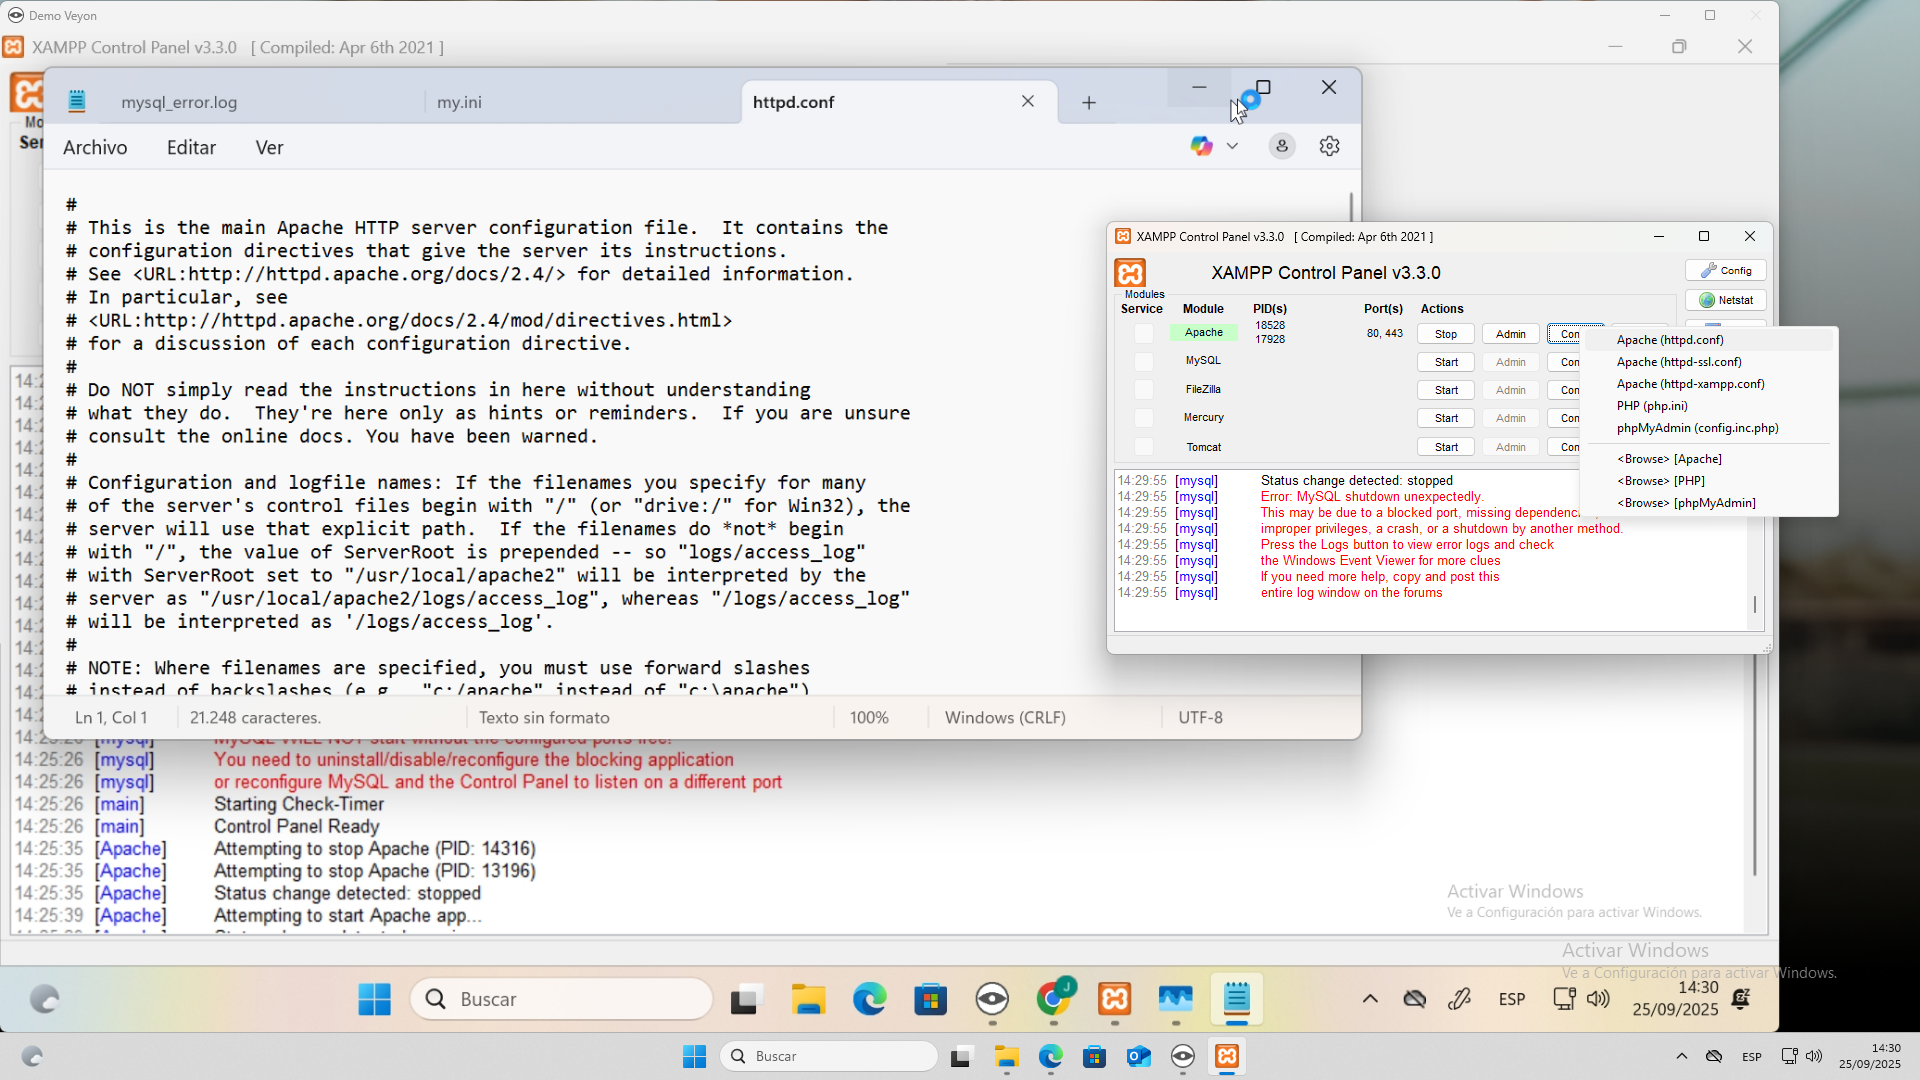 Demo Veyon
XAMPP Control Panel v3.3.0 [ Compiled: Apr 6th 2021 ]
mysql_error.log
my.ini
httpd.conf
Archivo
Editar
Ver
#
# This is the main Apache HTTP server configuration file.  It contains the
# configuration directives that give the server its instructions.
# See <URL:http://httpd.apache.org/docs/2.4/> for detailed information.
# In particular, see
# <URL:http://httpd.apache.org/docs/2.4/mod/directives.html>
# for a discussion of each configuration directive.
#
# Do NOT simply read the instructions in here without understanding
# what they do.  They're here only as hints or reminders.  If you are unsure
# consult the online docs. You have been warned.
#
# Configuration and logfile names: If the filenames you specify for many
# of the server's control files begin with "/" (or "drive:/" for Win32), the
# server will use that explicit path.  If the filenames do *not* begin
# with "/", the value of ServerRoot is prepended -- so "logs/access_log"
# with ServerRoot set to "/usr/local/apache2" will be interpreted by the
# server as "/usr/local/apache2/logs/access_log", whereas "/logs/access_log"
# will be interpreted as '/logs/access_log'.
#
# NOTE: Where filenames are specified, you must use forward slashes
# instead of backslashes (e.g., "c:/apache" instead of "c:\apache")
Ln 1, Col 1
21.248 caracteres.
Texto sin formato
100%
Windows (CRLF)
UTF-8
XAMPP Control Panel v3.3.0 [ Compiled: Apr 6th 2021 ]
XAMPP Control Panel v3.3.0
Config
Netstat
Modules
Service
Module
PID(s)
Port(s)
Actions
Apache
18528
17928
80, 443
Stop
Admin
MySQL
Start
Admin
FileZilla
Start
Admin
Mercury
Start
Admin
Tomcat
Start
Admin
Apache (httpd.conf)
Apache (httpd-ssl.conf)
Apache (httpd-xampp.conf)
PHP (php.ini)
phpMyAdmin (config.inc.php)
<Browse> [Apache]
<Browse> [PHP]
<Browse> [phpMyAdmin]
14:29:55 [mysql] Status change detected: stopped
14:29:55 [mysql] Error: MySQL shutdown unexpectedly.
14:29:55 [mysql] This may be due to a blocked port, missing
14:29:55 [mysql] improper privileges, a crash, or a shutdown by another method.
14:29:55 [mysql] Press the Logs button to view error logs and check
14:29:55 [mysql] the Windows Event Viewer for more clues
14:29:55 [mysql] If you need more help, copy and post this
14:29:55 [mysql] entire log window on the forums
[mysql] MySQL WILL NOT start without the configured ports free!
14:25:26 [mysql] You need to uninstall/disable/reconfigure the blocking application
14:25:26 [mysql] or reconfigure MySQL and the Control Panel to listen on a different port
14:25:26 [main] Starting Check-Timer
14:25:26 [main] Control Panel Ready
14:25:35 [Apache] Attempting to stop Apache (PID: 14316)
14:25:35 [Apache] Attempting to stop Apache (PID: 13196)
14:25:35 [Apache] Status change detected: stopped
14:25:39 [Apache] Attempting to start Apache app...
Activar Windows
Ve a Configuración para activar Windows.
Activar Windows
Ve a Configuración para activar Windows.
Buscar
J
ESP
14:30
25/09/2025
Buscar
ESP
14:30
25/09/2025